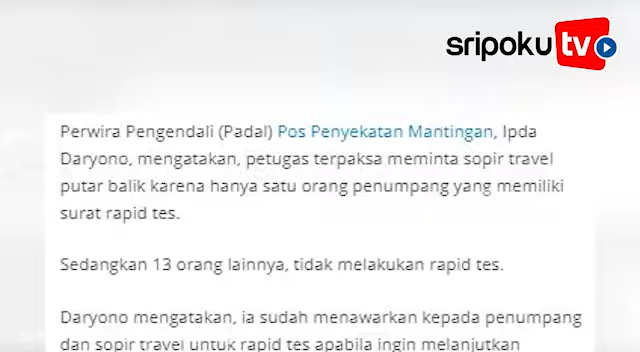 sripoku tv
Perwira Pengendali (Padal) Pos Penyekatan Mantingan, Ipda
Daryono, mengatakan, petugas terpaksa meminta sopir travel
putar balik karena hanya satu orang penumpang yang memiliki
surat rapid tes.
Sedangkan 13 orang lainnya, tidak melakukan rapid tes.
Daryono mengatakan, ia sudah menawarkan kepada penumpang
dan sopir travel untuk rapid tes apabila ingin melanjutkan